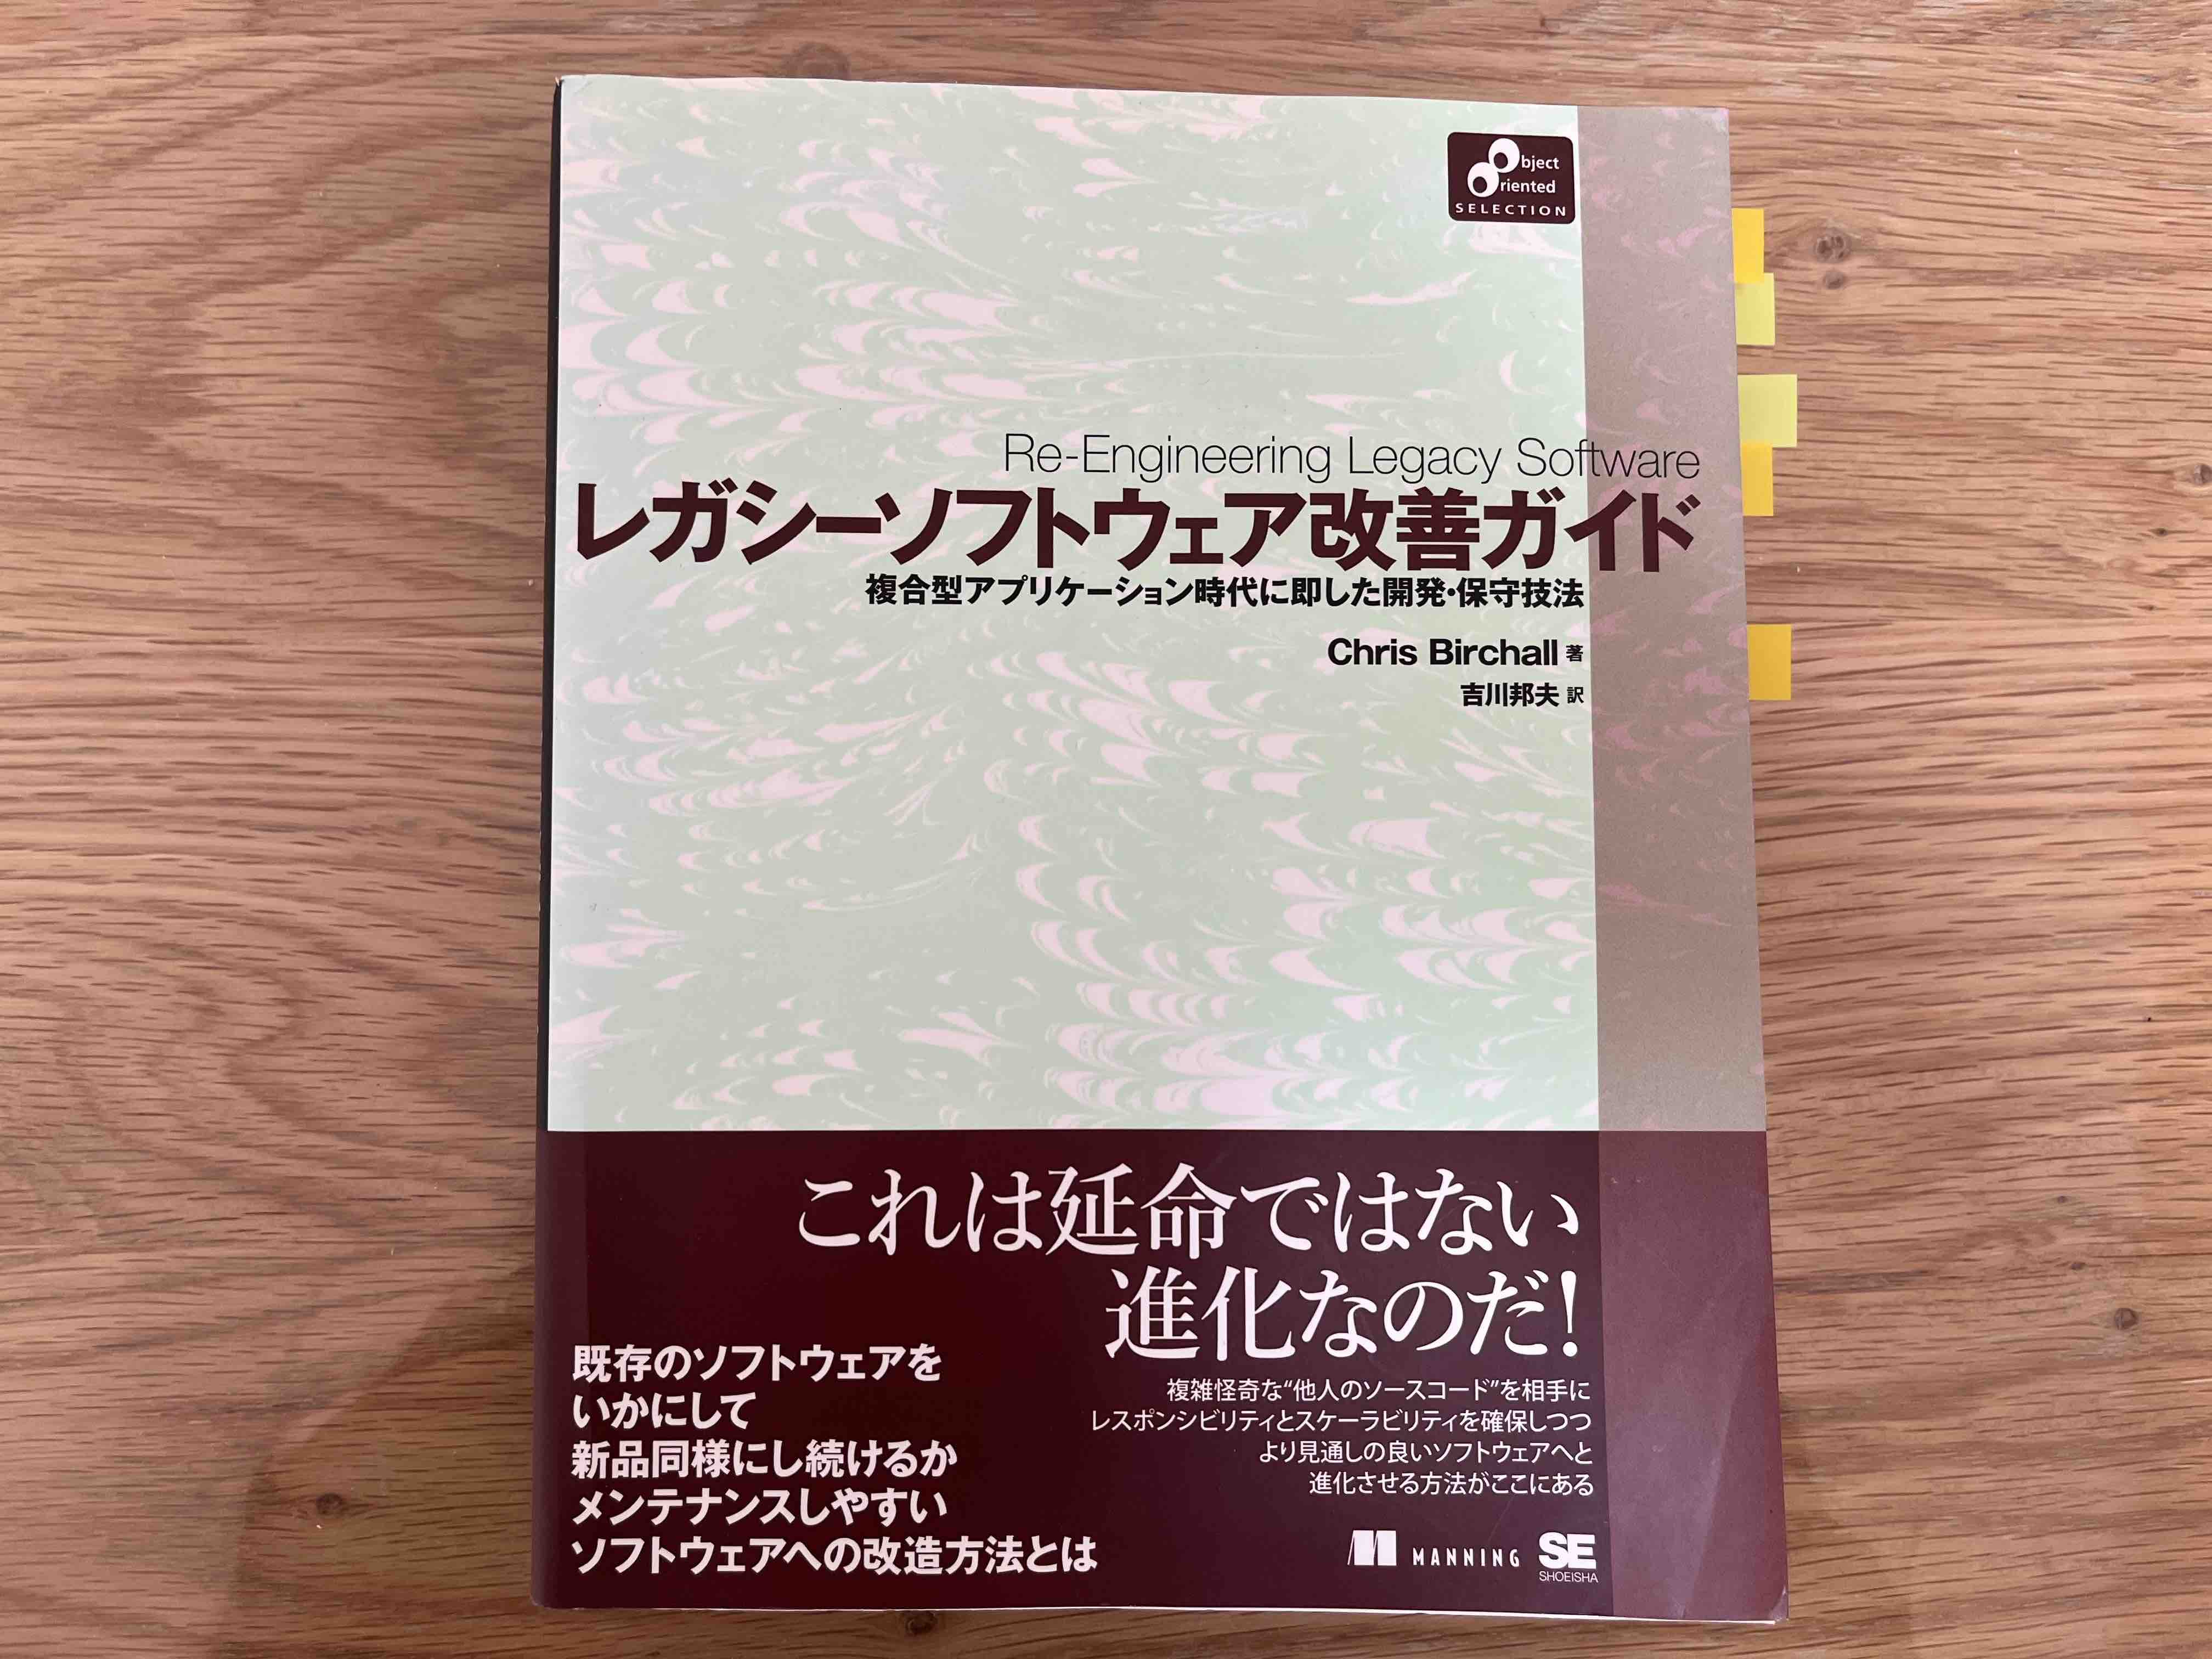 Object
Oriented
SELECTION
Re-Engineering Legacy Software
レガシーソフトウェア改善ガイド
複合型アプリケーション時代に即した開発・保守技法
Chris Birchall 著
吉川邦夫 訳
これは延命ではない
進化なのだ!
既存のソフトウェアを
いかにして
新品同様にし続けるか
メンテナンスしやすい
ソフトウェアへの改造方法とは
複雑怪奇な“他人のソースコード”を相手に
レスポンシビリティとスケーラビリティを確保しつつ
より見通しの良いソフトウェアへと
進化させる方法がここにある
MANNING
SE
SHOEISHA